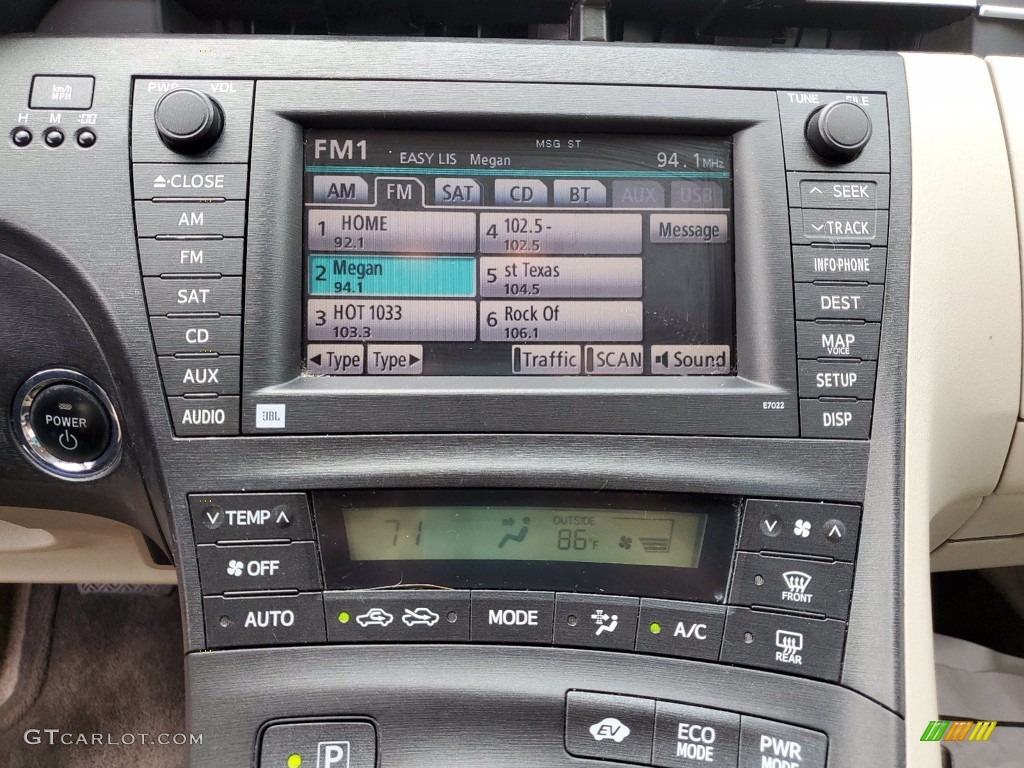 km/h
MPH
H M :00
PWR VOL
TUNE FILE
CLOSE
AM
FM
SAT
CD
AUX
AUDIO
POWER
MSG ST
FM1
EASY LIS Megan 94.1MHz
AM FM SAT CD BT AUX USB
1 HOME
92.1
4 102.5-
102.5
Message
2 Megan
94.1
5 st Texas
104.5
3 HOT 1033
103.3
6 Rock Of
106.1
Type Type Traffic SCAN Sound
JBL
E7022
SEEK
TRACK
INFO·PHONE
DEST
MAP
VOICE
SETUP
DISP
TEMP
OFF
AUTO
71
OUTSIDE
86°F
MODE
A/C
FRONT
REAR
P
EV
ECO
MODE
PWR
MODE
GTCARLOT.COM